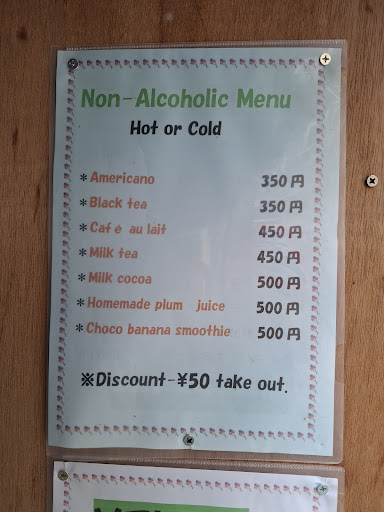 Non-Alcoholic Menu
Hot or Cold
*Americano 350円
*Black tea 350円
*Café au lait 450円
*Milk tea 450円
*Milk cocoa 500円
*Homemade plum juice 500円
*Choco banana smoothie 500円
※Discount-¥50 take out.